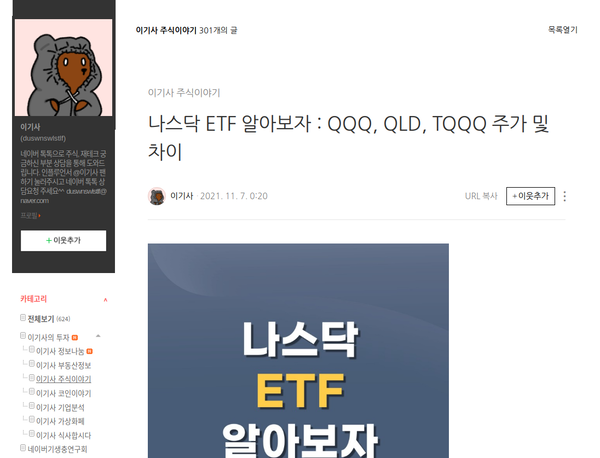 이기사 주식이야기 301개의 글
목록열기
이기사
(duswnswlstlf)
네이버 톡톡으로 주식, 재테크 궁
금하신 부분 상담을 통해 도와드
립니다. 인플루언서 @이기사 팬
하기 눌러주시고 네이버 톡톡 상
담요청 주세요^^ duswnswlstlf@
naver.com
프로필
+이웃추가
카테고리
전체보기 (624)
이기사의 투자
이기사 정보나눔
이기사 부동산정보
이기사 주식이야기
이기사 코인이야기
이기사 기업분석
이기사 가상화폐
이기사 식사합시다
네이버기생충연구회
이기사 주식이야기
나스닥 ETF 알아보자 : QQQ, QLD, TQQQ 주가 및
차이
이기사 · 2021. 11. 7. 0:20
URL 복사 +이웃추가
나스닥
ETF
알아보자